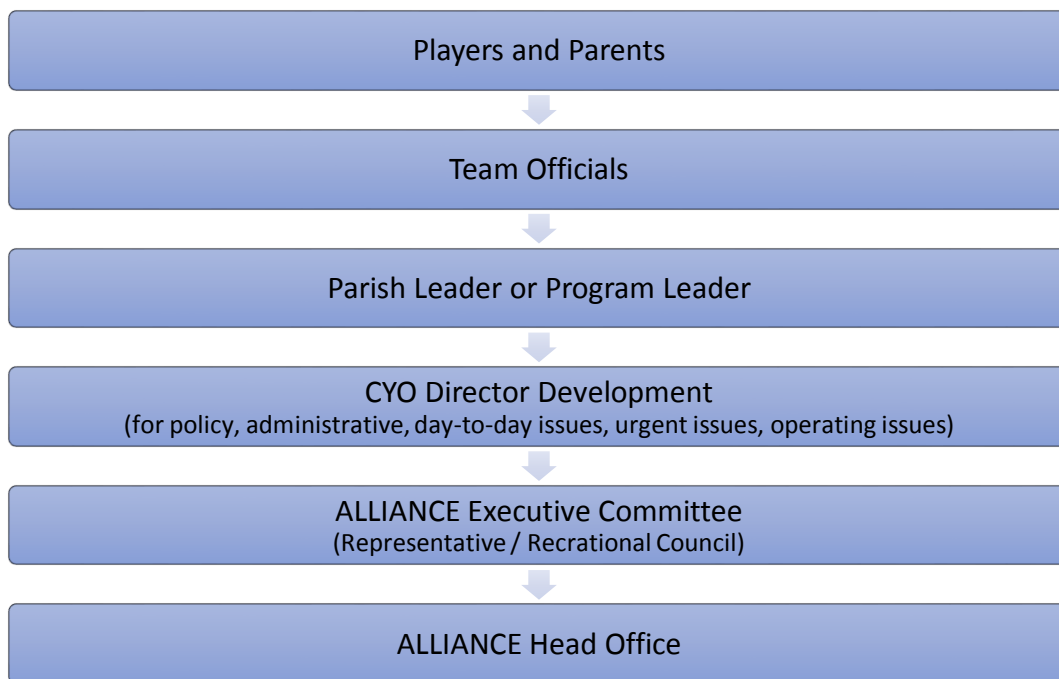 Players and Parents
Team Officials
Parish Leader or Program Leader
CYO Director Development
(for policy, administrative, day-to-day issues, urgent issues, operating issues)
ALLIANCE Executive Committee
(Representative / Recrational Council)
ALLIANCE Head Office